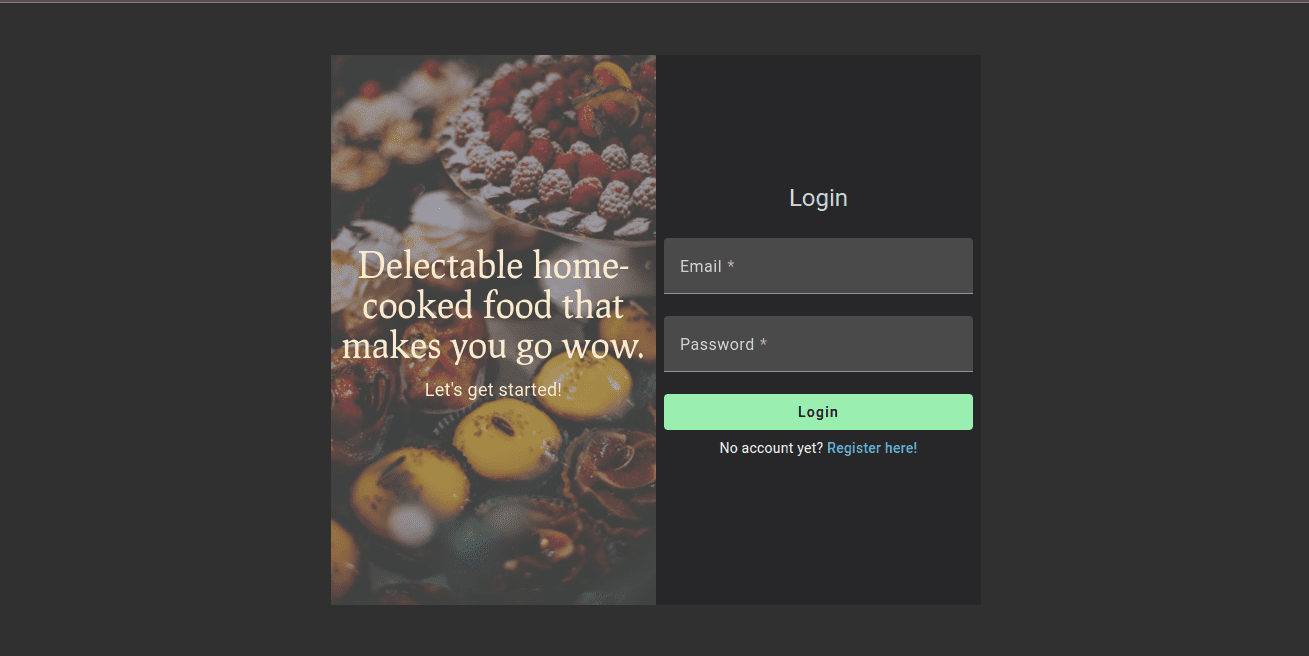 Delectable home-
cooked food that
makes you go wow.
Let's get started!
Login
Email *
Password *
Login
No account yet? Register here!